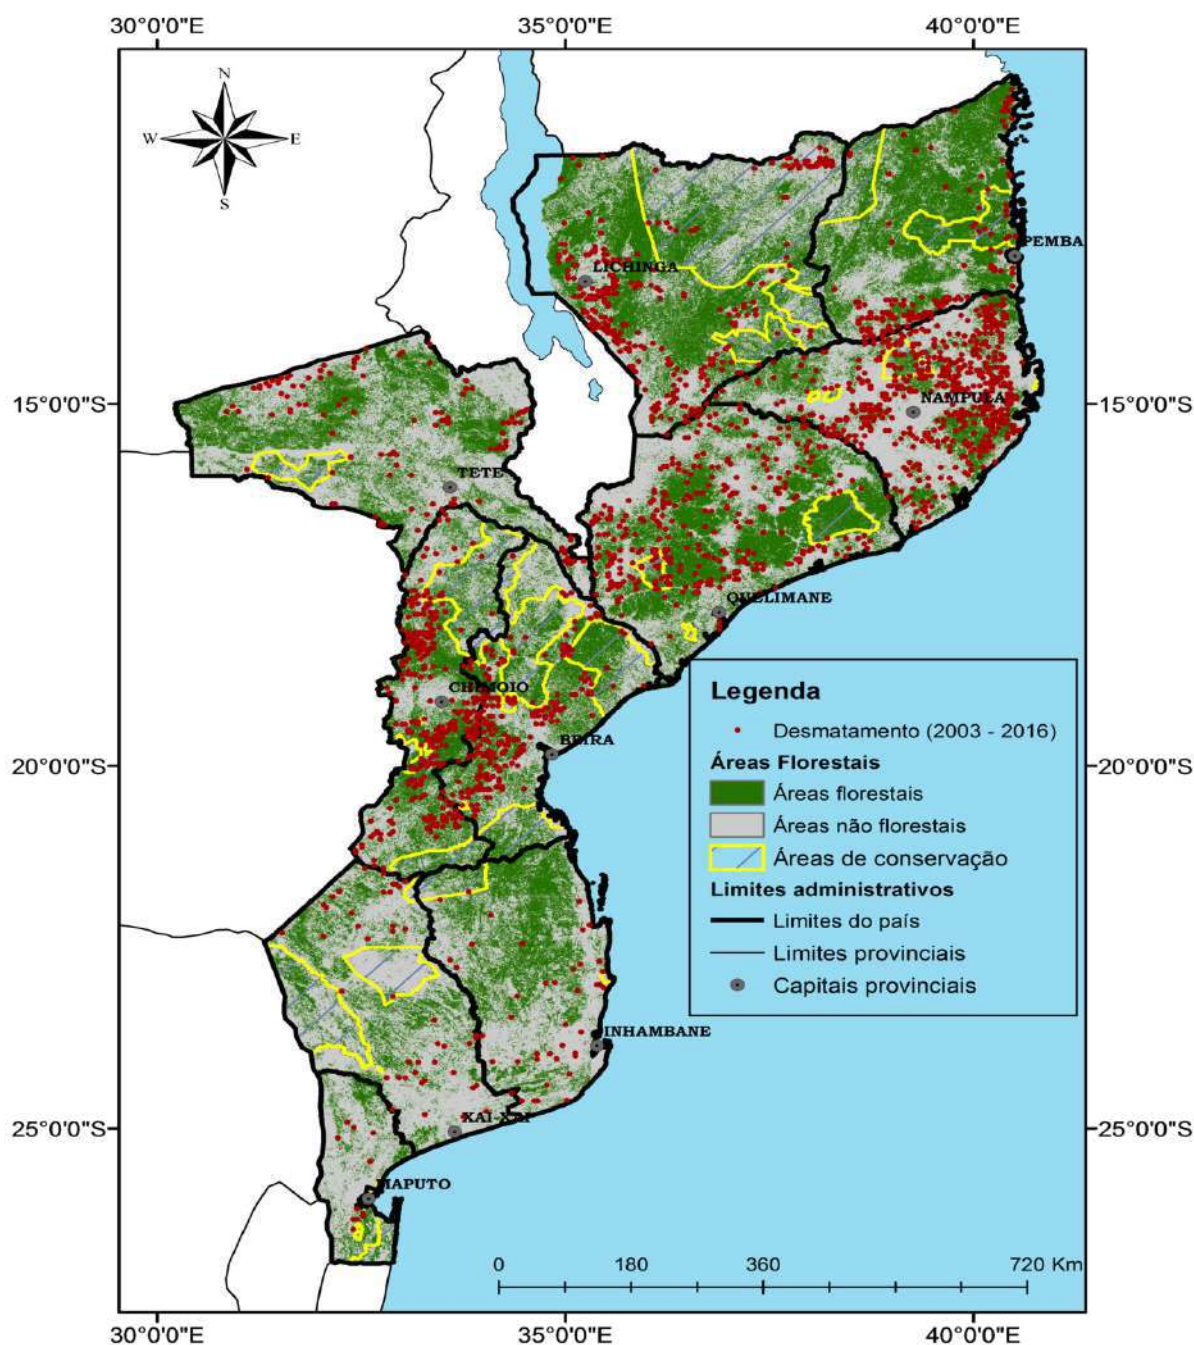 30°0'0"E 35°0'0"E 40°0'0"E
N
W E
S
PEMBA
LICHINGA
15°0'0"S 15°0'0"S
NAMPULA
TETE
QUELIMANE
Legenda
CHIMOIO
Desmatamento (2003 - 2016)
BEIRA
Áreas Florestais
20°0'0"S 20°0'0"S
Áreas florestais
Áreas não florestais
Áreas de conservação
Limites administrativos
Limites do país
Limites provinciais
Capitais provinciais
INHAMBANE
XAI-XAI
25°0'0"S 25°0'0"S
MAPUTO
0 180 360 720 Km
30°0'0"E 35°0'0"E 40°0'0"E